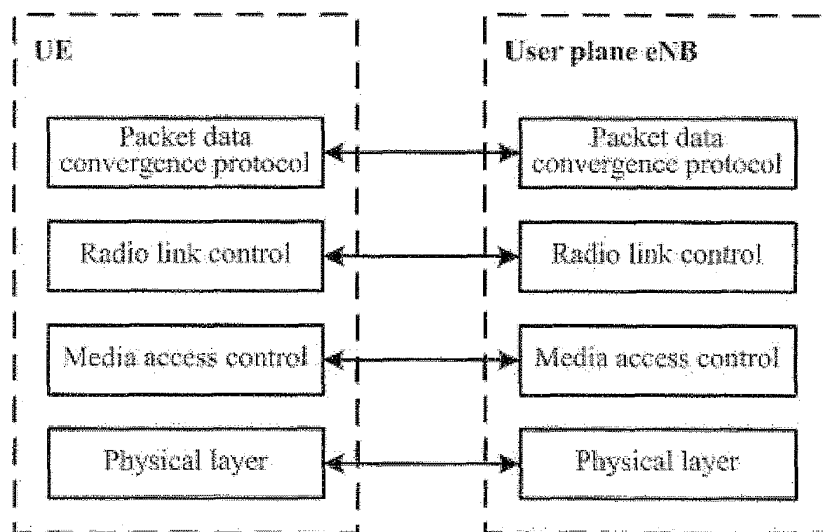 UE
Packet data
convergence protocol
Radio link control
Media access control
Physical layer
User plane eNB
Packet data
convergence protocol
Radio link control
Media access control
Physical layer